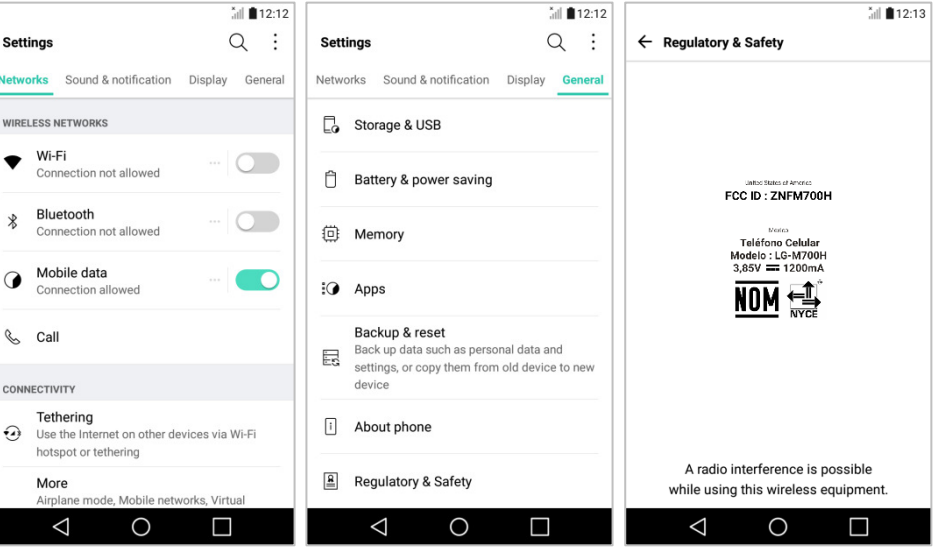 12:12
Settings
Networks Sound & notification Display General
WIRELESS NETWORKS
Wi-Fi
Connection not allowed
Bluetooth
Connection not allowed
Mobile data
Connection allowed
Call
CONNECTIVITY
Tethering
Use the Internet on other devices via Wi-Fi
hotspot or tethering
More
Airplane mode, Mobile networks, Virtual
12:12
Settings
Networks Sound & notification Display General
Storage & USB
Battery & power saving
Memory
Apps
Backup & reset
Back up data such as personal data and
settings, or copy them from old device to new
device
About phone
Regulatory & Safety
12:13
Regulatory & Safety
United States of America
FCC ID : ZNFM700H
Mexico
Teléfono Celular
Modelo : LG-M700H
3,85V 1200mA
NOM NYCE
A radio interference is possible
while using this wireless equipment.